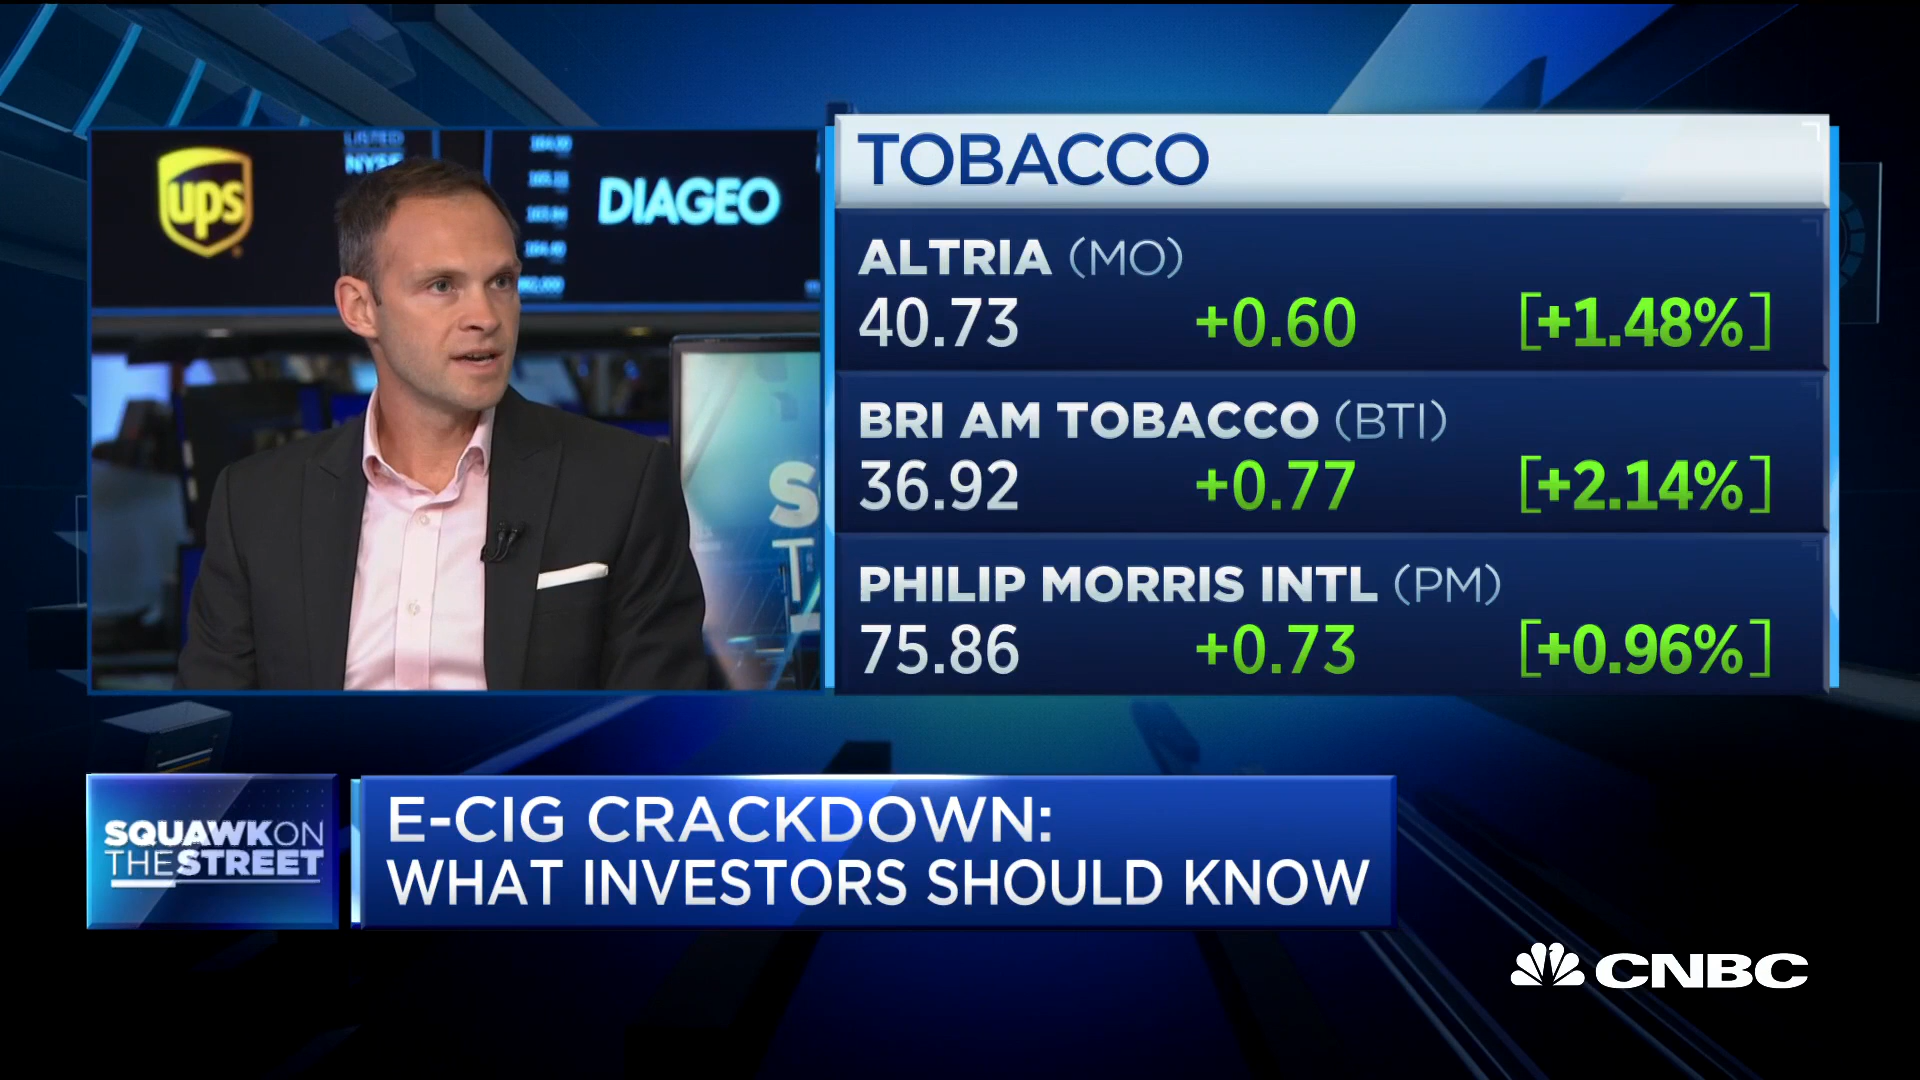 ups
LISTED
NYSE
DIAGEO
TOBACCO
ALTRIA (MO)
40.73 +0.60 [+1.48%]
BRI AM TOBACCO (BTI)
36.92 +0.77 [+2.14%]
PHILIP MORRIS INTL (PM)
75.86 +0.73 [+0.96%]
SQUAWK ON
THE STREET
E-CIG CRACKDOWN:
WHAT INVESTORS SHOULD KNOW
CNBC